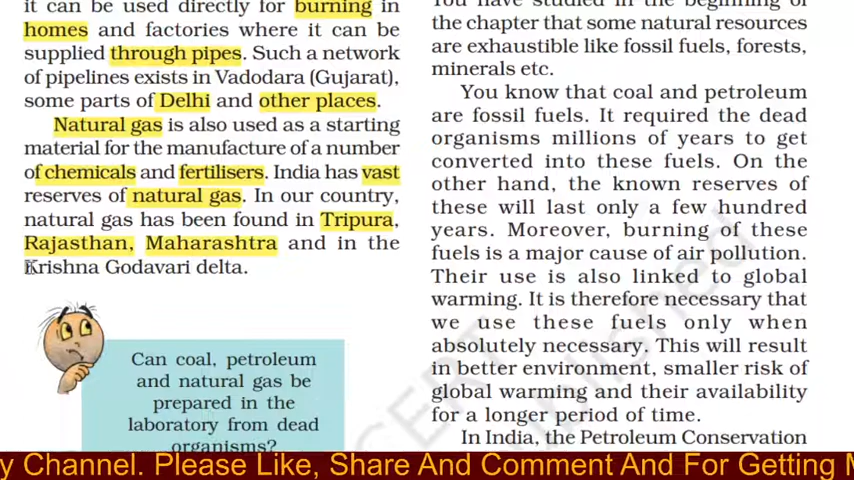 it can be used directly for burning in
homes and factories where it can be
supplied through pipes. Such a network
of pipelines exists in Vadodara (Gujarat),
some parts of Delhi and other places.
Natural gas is also used as a starting
material for the manufacture of a number
of chemicals and fertilisers. India has vast
reserves of natural gas. In our country,
natural gas has been found in Tripura,
Rajasthan, Maharashtra and in the
Krishna Godavari delta.
Can coal, petroleum
and natural gas be
prepared in the
laboratory from dead
organisms?
You have studied in the beginning of
the chapter that some natural resources
are exhaustible like fossil fuels, forests,
minerals etc.
You know that coal and petroleum
are fossil fuels. It required the dead
organisms millions of years to get
converted into these fuels. On the
other hand, the known reserves of
these will last only a few hundred
years. Moreover, burning of these
fuels is a major cause of air pollution.
Their use is also linked to global
warming. It is therefore necessary that
we use these fuels only when
absolutely necessary. This will result
in better environment, smaller risk of
global warming and their availability
for a longer period of time.
In India, the Petroleum Conservation
y Channel. Please Like, Share And Comment And For Getting M